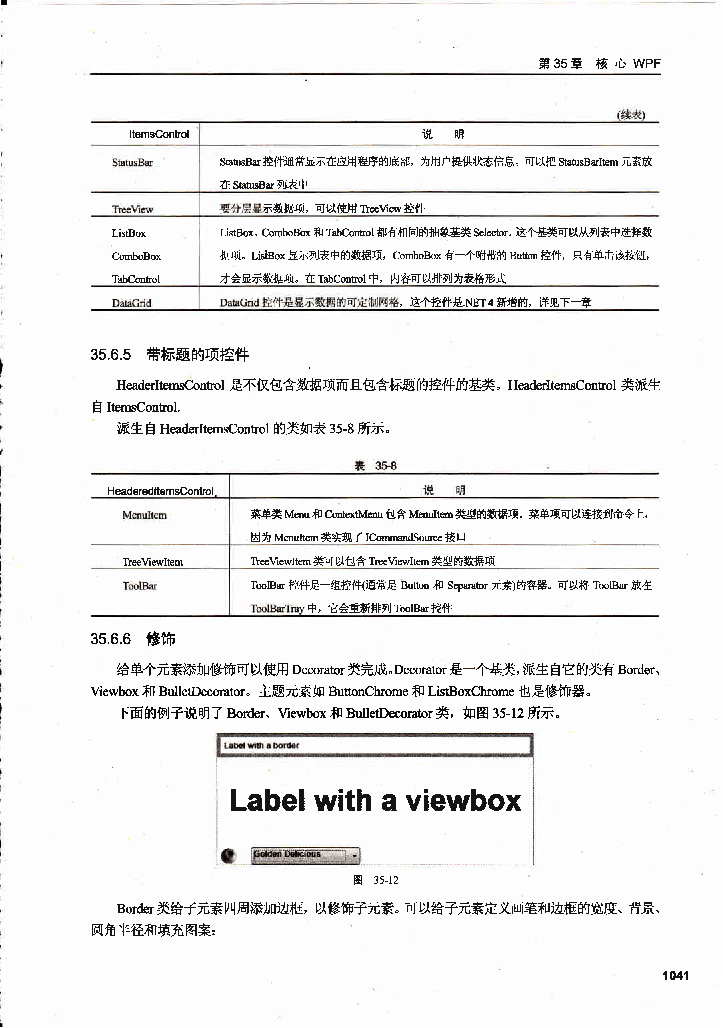 第 35 章 核 心 WPF
(续表)
ItemsControl 说 明
StatusBar StatusBar 控件通常显示在应用程序的底部，为用户提供状态信息。可以把 StatusBarItem 元素放
在 StatusBar 列表中
TreeView 要分层显示数据项，可以使用 TreeView 控件
ListBox ListBox、ComboBox 和 TabControl 都有相同的抽象基类 Selector。这个基类可以从列表中选择数
ComboBox 据项。ListBox 显示列表中的数据项，ComboBox 有一个附带的 Button 控件，只有单击该按钮，
TabControl 才会显示数据项。在 TabControl 中，内容可以排列为表格形式
DataGrid DataGrid 控件是显示数据的可定制网格，这个控件是.NET 4 新增的，详见下一章
35.6.5 带标题的项控件
HeaderItemsControl 是不仅包含数据项而且包含标题的控件的基类。HeaderItemsControl 类派生
自 ItemsControl。
派生自 HeaderItemsControl 的类如表 35-8 所示。
表 35-8
HeaderedItemsControl 说 明
MenuItem 菜单类 Menu 和 ContextMenu 包含 MenuItem 类型的数据项。菜单项可以连接到命令上，
因为 MenuItem 类实现了 ICommandSource 接口
TreeViewItem TreeViewItem 类可以包含 TreeViewItem 类型的数据项
ToolBar ToolBar 控件是一组控件(通常是 Button 和 Separator 元素)的容器。可以将 ToolBar 放在
ToolBarTray 中，它会重新排列 ToolBar 控件
35.6.6 修饰
给单个元素添加修饰可以使用 Decorator 类完成。Decorator 是一个基类，派生自它的类有 Border、
Viewbox 和 BulletDecorator。主题元素如 ButtonChrome 和 ListBoxChrome 也是修饰器。
下面的例子说明了 Border、Viewbox 和 BulletDecorator 类，如图 35-12 所示。
Label with a border
Label with a viewbox
Golden Delicious
图 35-12
Border 类给子元素四周添加边框，以修饰子元素。可以给子元素定义画笔和边框的宽度、背景、
圆角半径和填充图案：
1041